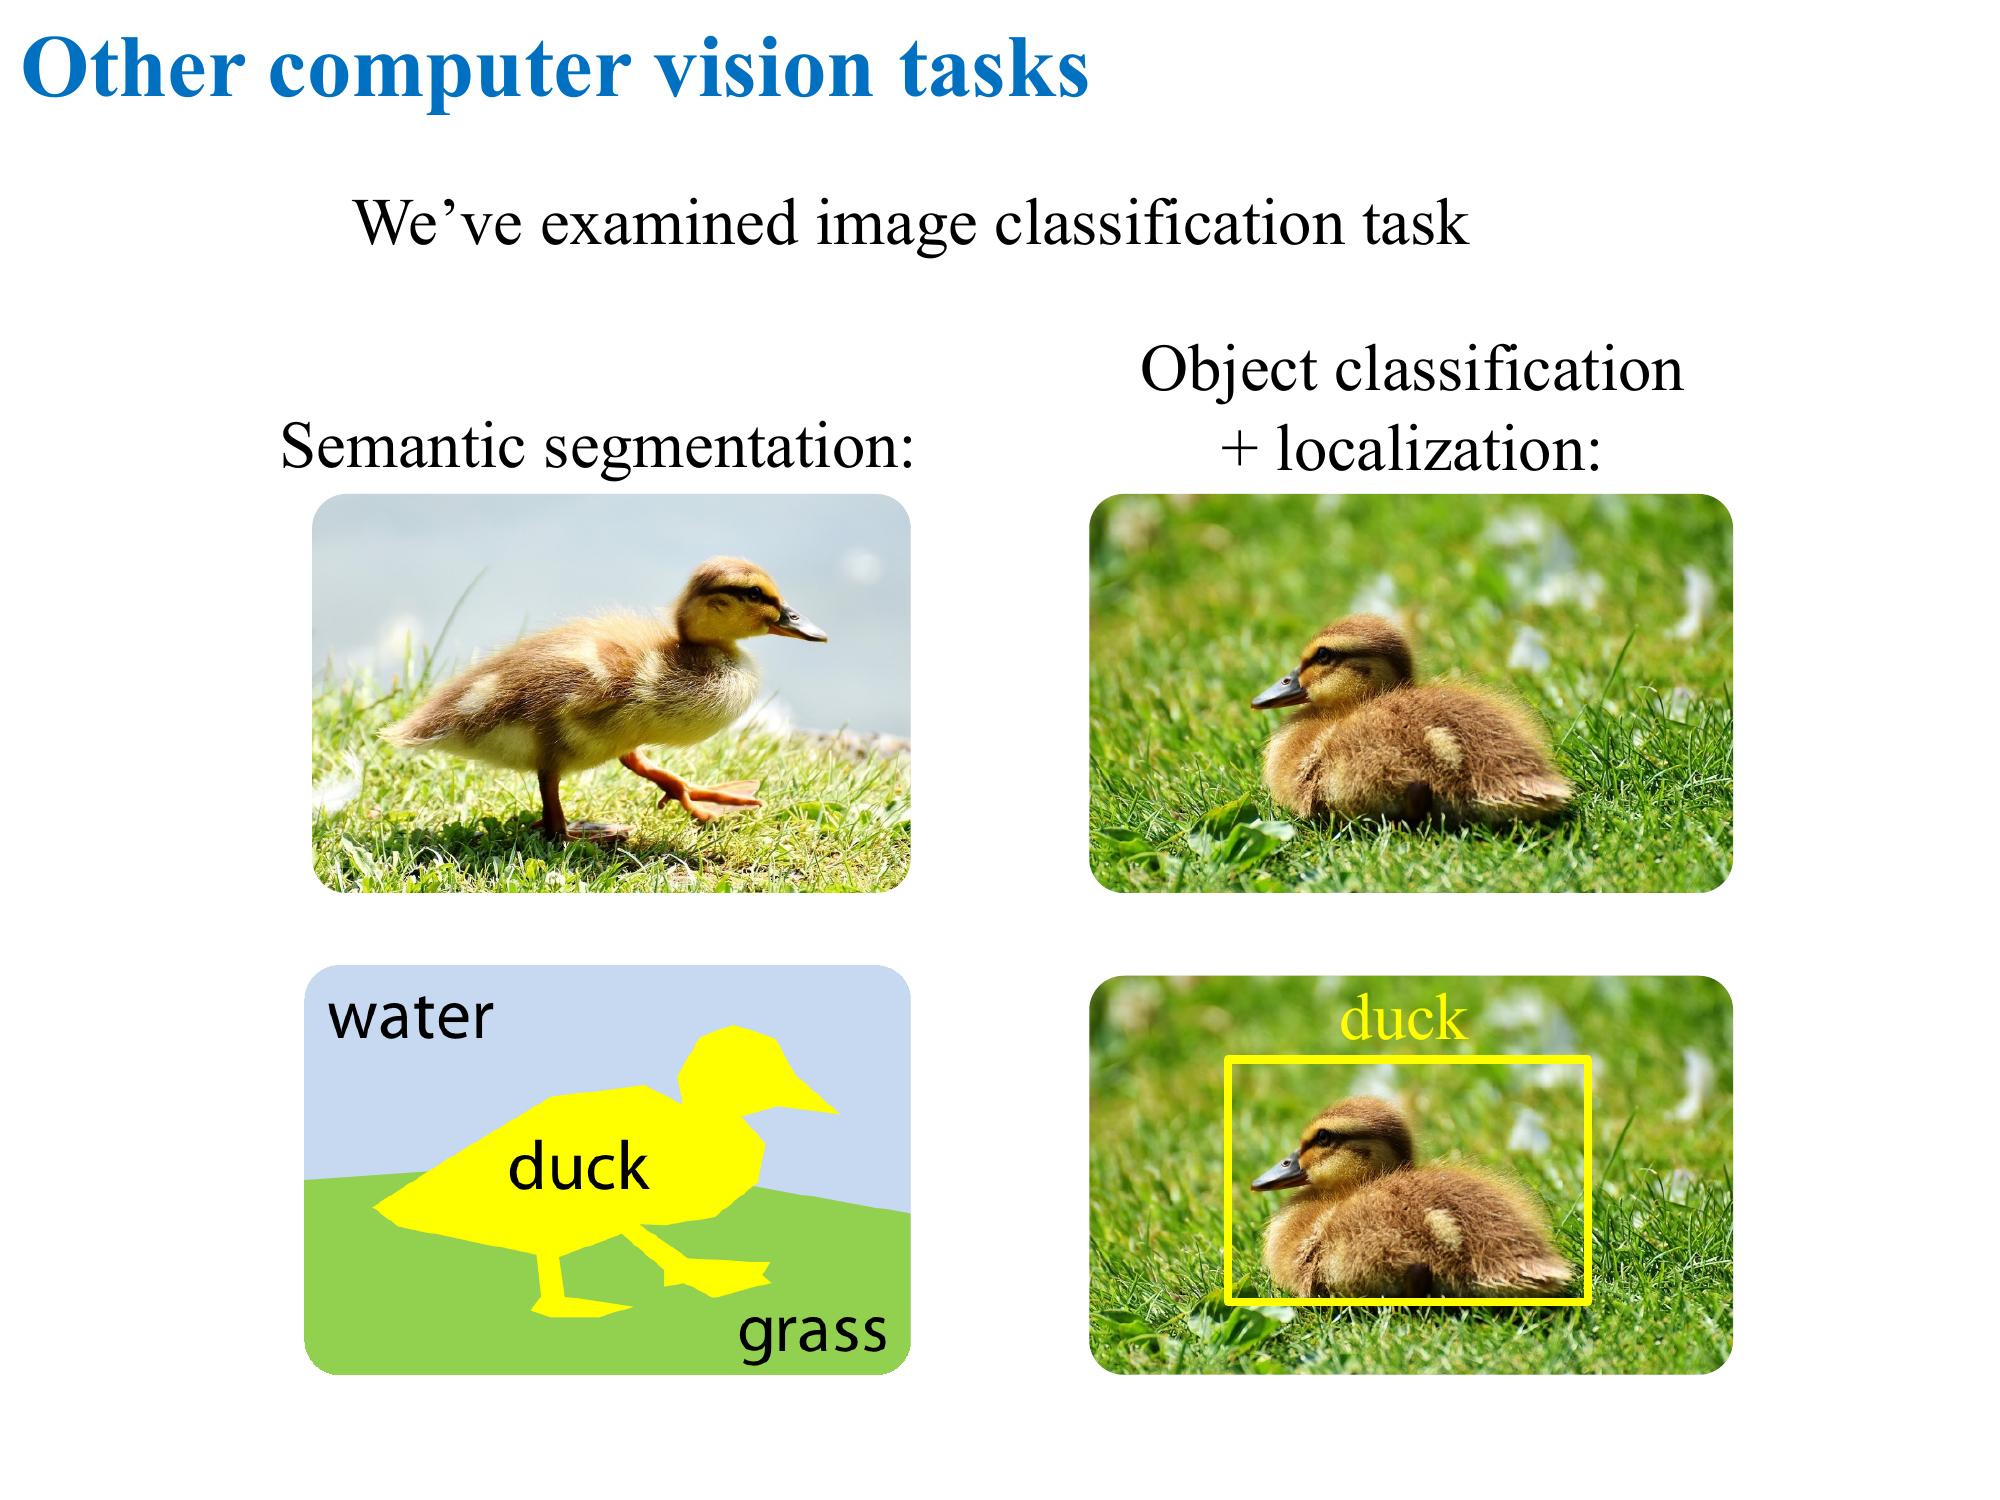 Other computer vision tasks
We’ve examined image classification task
Semantic segmentation:
Object classification
+ localization:
water
duck
grass
duck